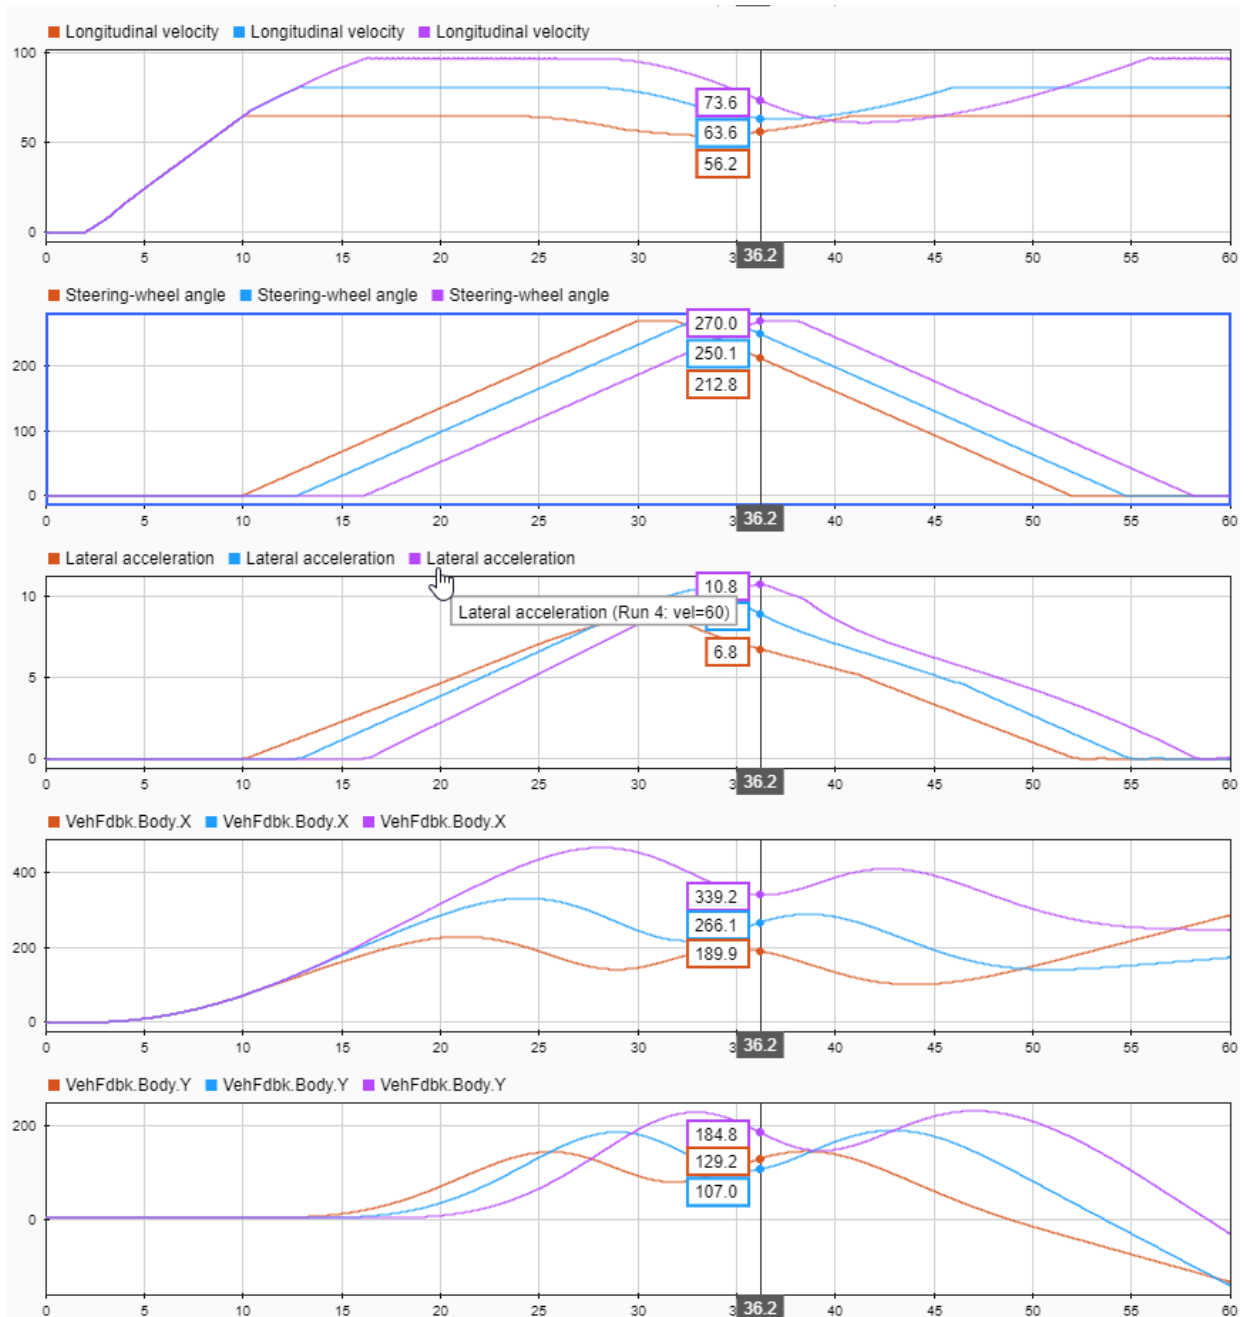 Longitudinal velocity Longitudinal velocity Longitudinal velocity
100
73.6
63.6
50
56.2
0
0 5 10 15 20 25 30 3 36.2 40 45 50 55 60
Steering-wheel angle Steering-wheel angle Steering-wheel angle
270.0
250.1
200
212.8
100
0
0 5 10 15 20 25 30 3 36.2 40 45 50 55 60
Lateral acceleration Lateral acceleration Lateral acceleration
10
10.8
Lateral acceleration (Run 4: vel=60)
6.8
5
0
0 5 10 15 20 25 30 3 36.2 40 45 50 55 60
VehFdbk.Body.X VehFdbk.Body.X VehFdbk.Body.X
400
339.2
266.1
200
189.9
0
0 5 10 15 20 25 30 3 36.2 40 45 50 55 60
VehFdbk.Body.Y VehFdbk.Body.Y VehFdbk.Body.Y
200
184.8
129.2
107.0
0
0 5 10 15 20 25 30 3 36.2 40 45 50 55 60